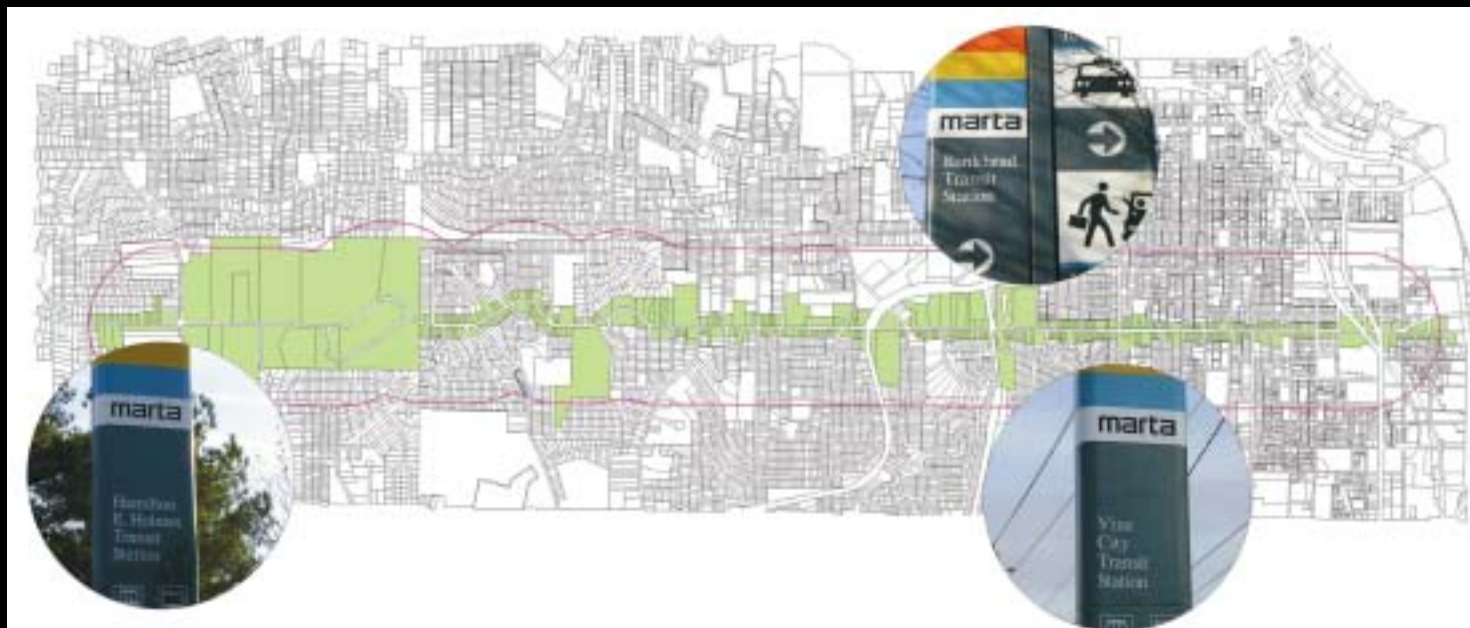 marta
Bankhead
Transit
Station
marta
Hamilton
E. Holmes
Transit
Station
marta
Vine
City
Transit
Station